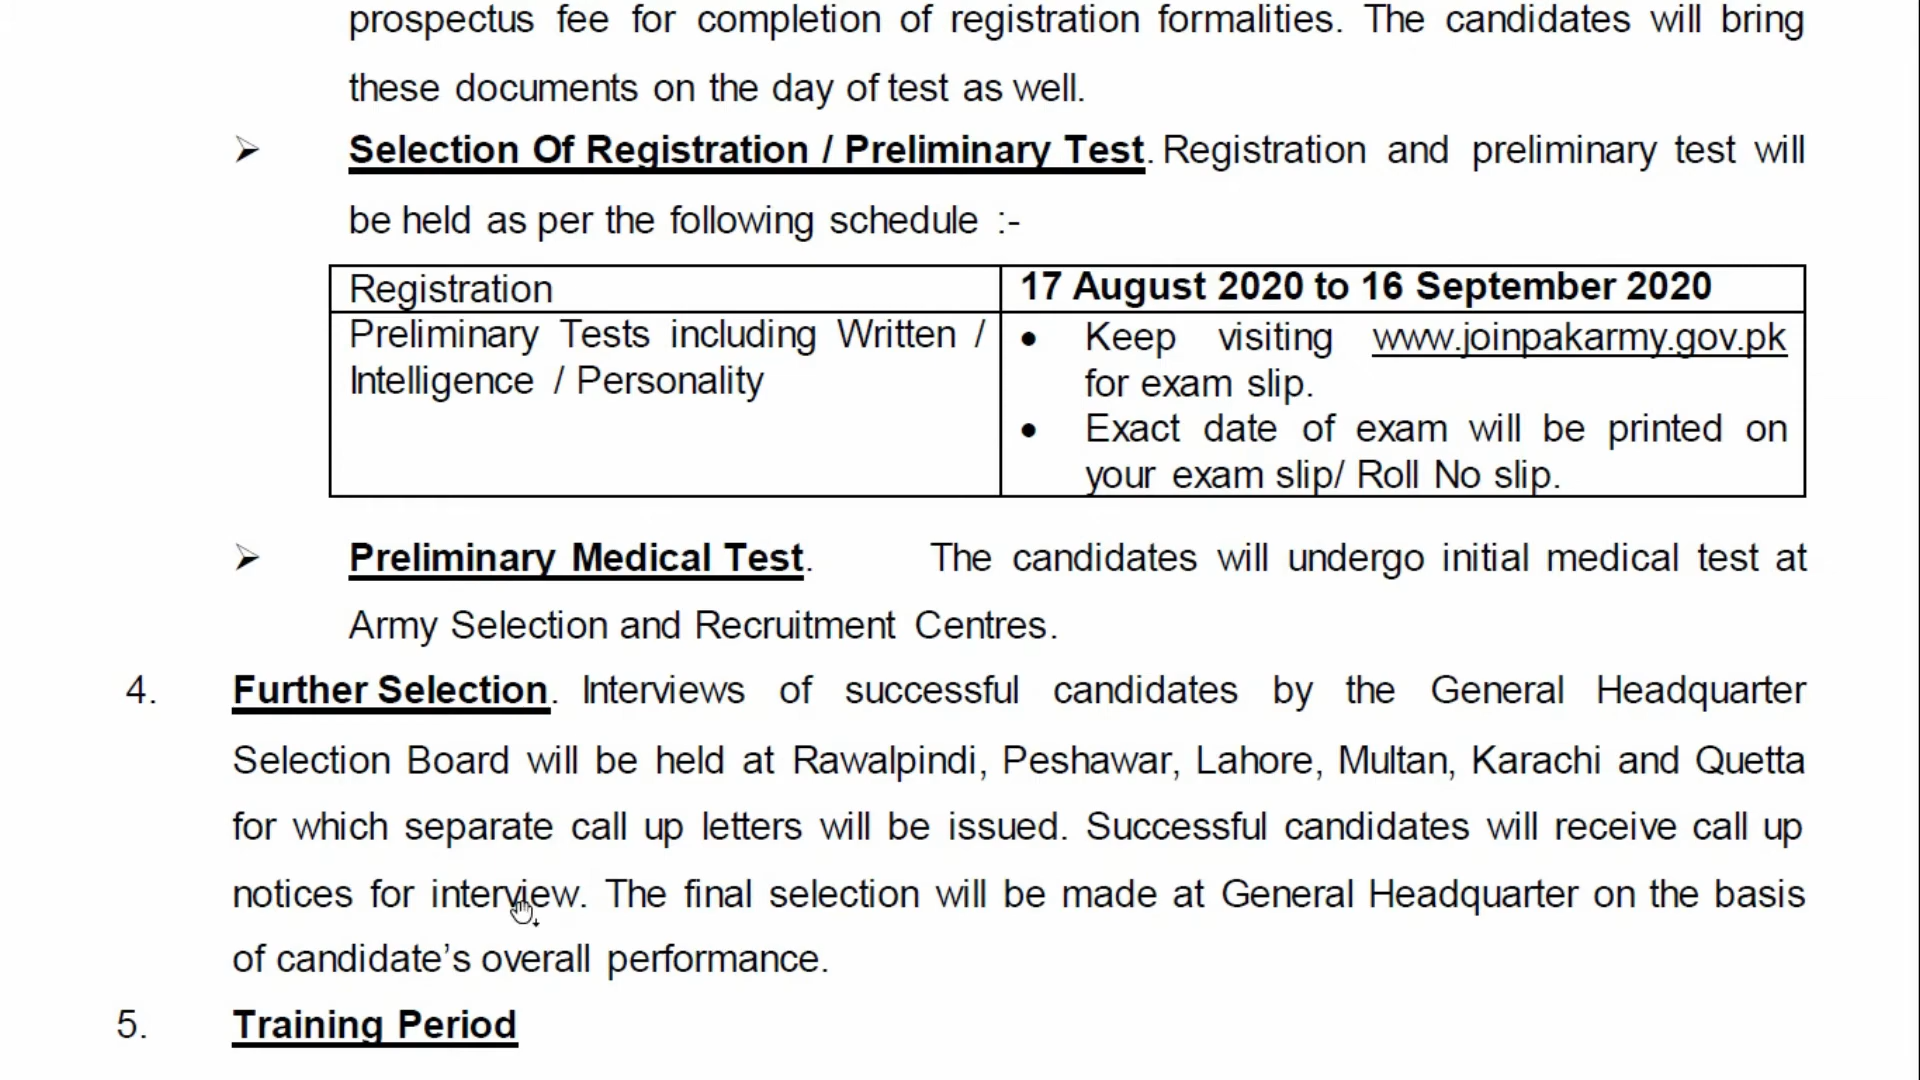 prospectus fee for completion of registration formalities. The candidates will bring
these documents on the day of test as well.
➢ Selection Of Registration / Preliminary Test. Registration and preliminary test will
be held as per the following schedule :-
Registration 17 August 2020 to 16 September 2020
Preliminary Tests including Written /
Intelligence / Personality
• Keep visiting www.joinpakarmy.gov.pk
for exam slip.
• Exact date of exam will be printed on
your exam slip/ Roll No slip.
➢ Preliminary Medical Test. The candidates will undergo initial medical test at
Army Selection and Recruitment Centres.
4. Further Selection. Interviews of successful candidates by the General Headquarter
Selection Board will be held at Rawalpindi, Peshawar, Lahore, Multan, Karachi and Quetta
for which separate call up letters will be issued. Successful candidates will receive call up
notices for interview. The final selection will be made at General Headquarter on the basis
of candidate’s overall performance.
5. Training Period